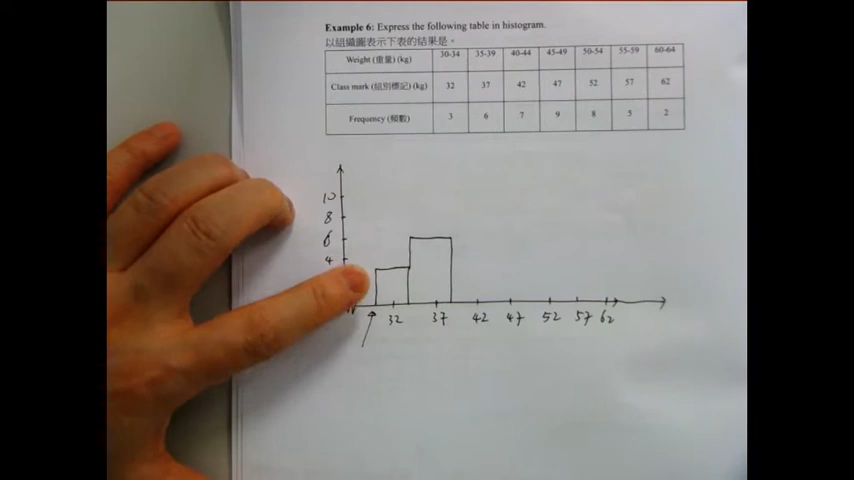 Example 6: Express the following table in histogram.
以組織圖表示下表的結果是。
Weight (重量) (kg) 30-34 35-39 40-44 45-49 50-54 55-59 60-64
Class mark (組別標記) (kg) 32 37 42 47 52 57 62
Frequency (頻數) 3 6 7 9 8 5 2
10
8
6
4
32 37 42 47 52 57 62